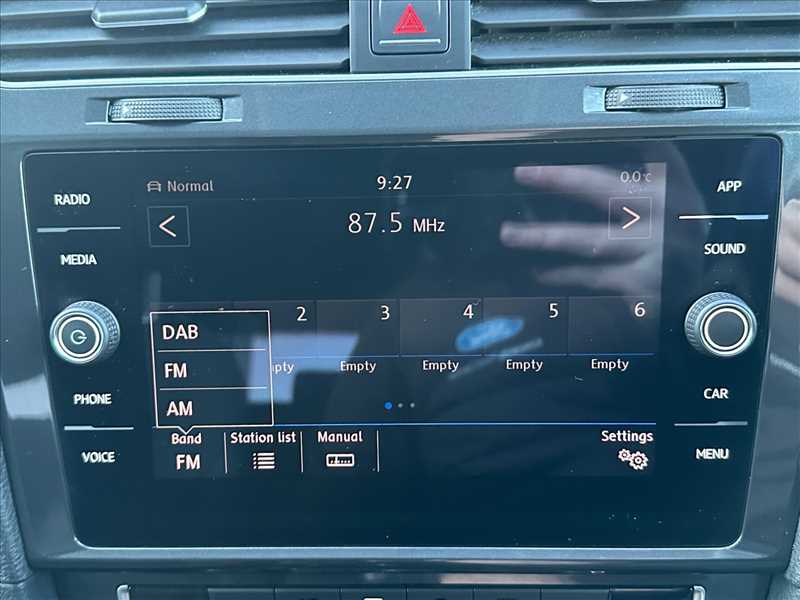 RADIO
MEDIA
PHONE
VOICE
Normal
9:27
0,0°C
87.5 MHz
2 3 4 5 6
Empty Empty Empty Empty
DAB
FM
AM
Band
FM
Station list
Manual
Settings
APP
SOUND
CAR
MENU